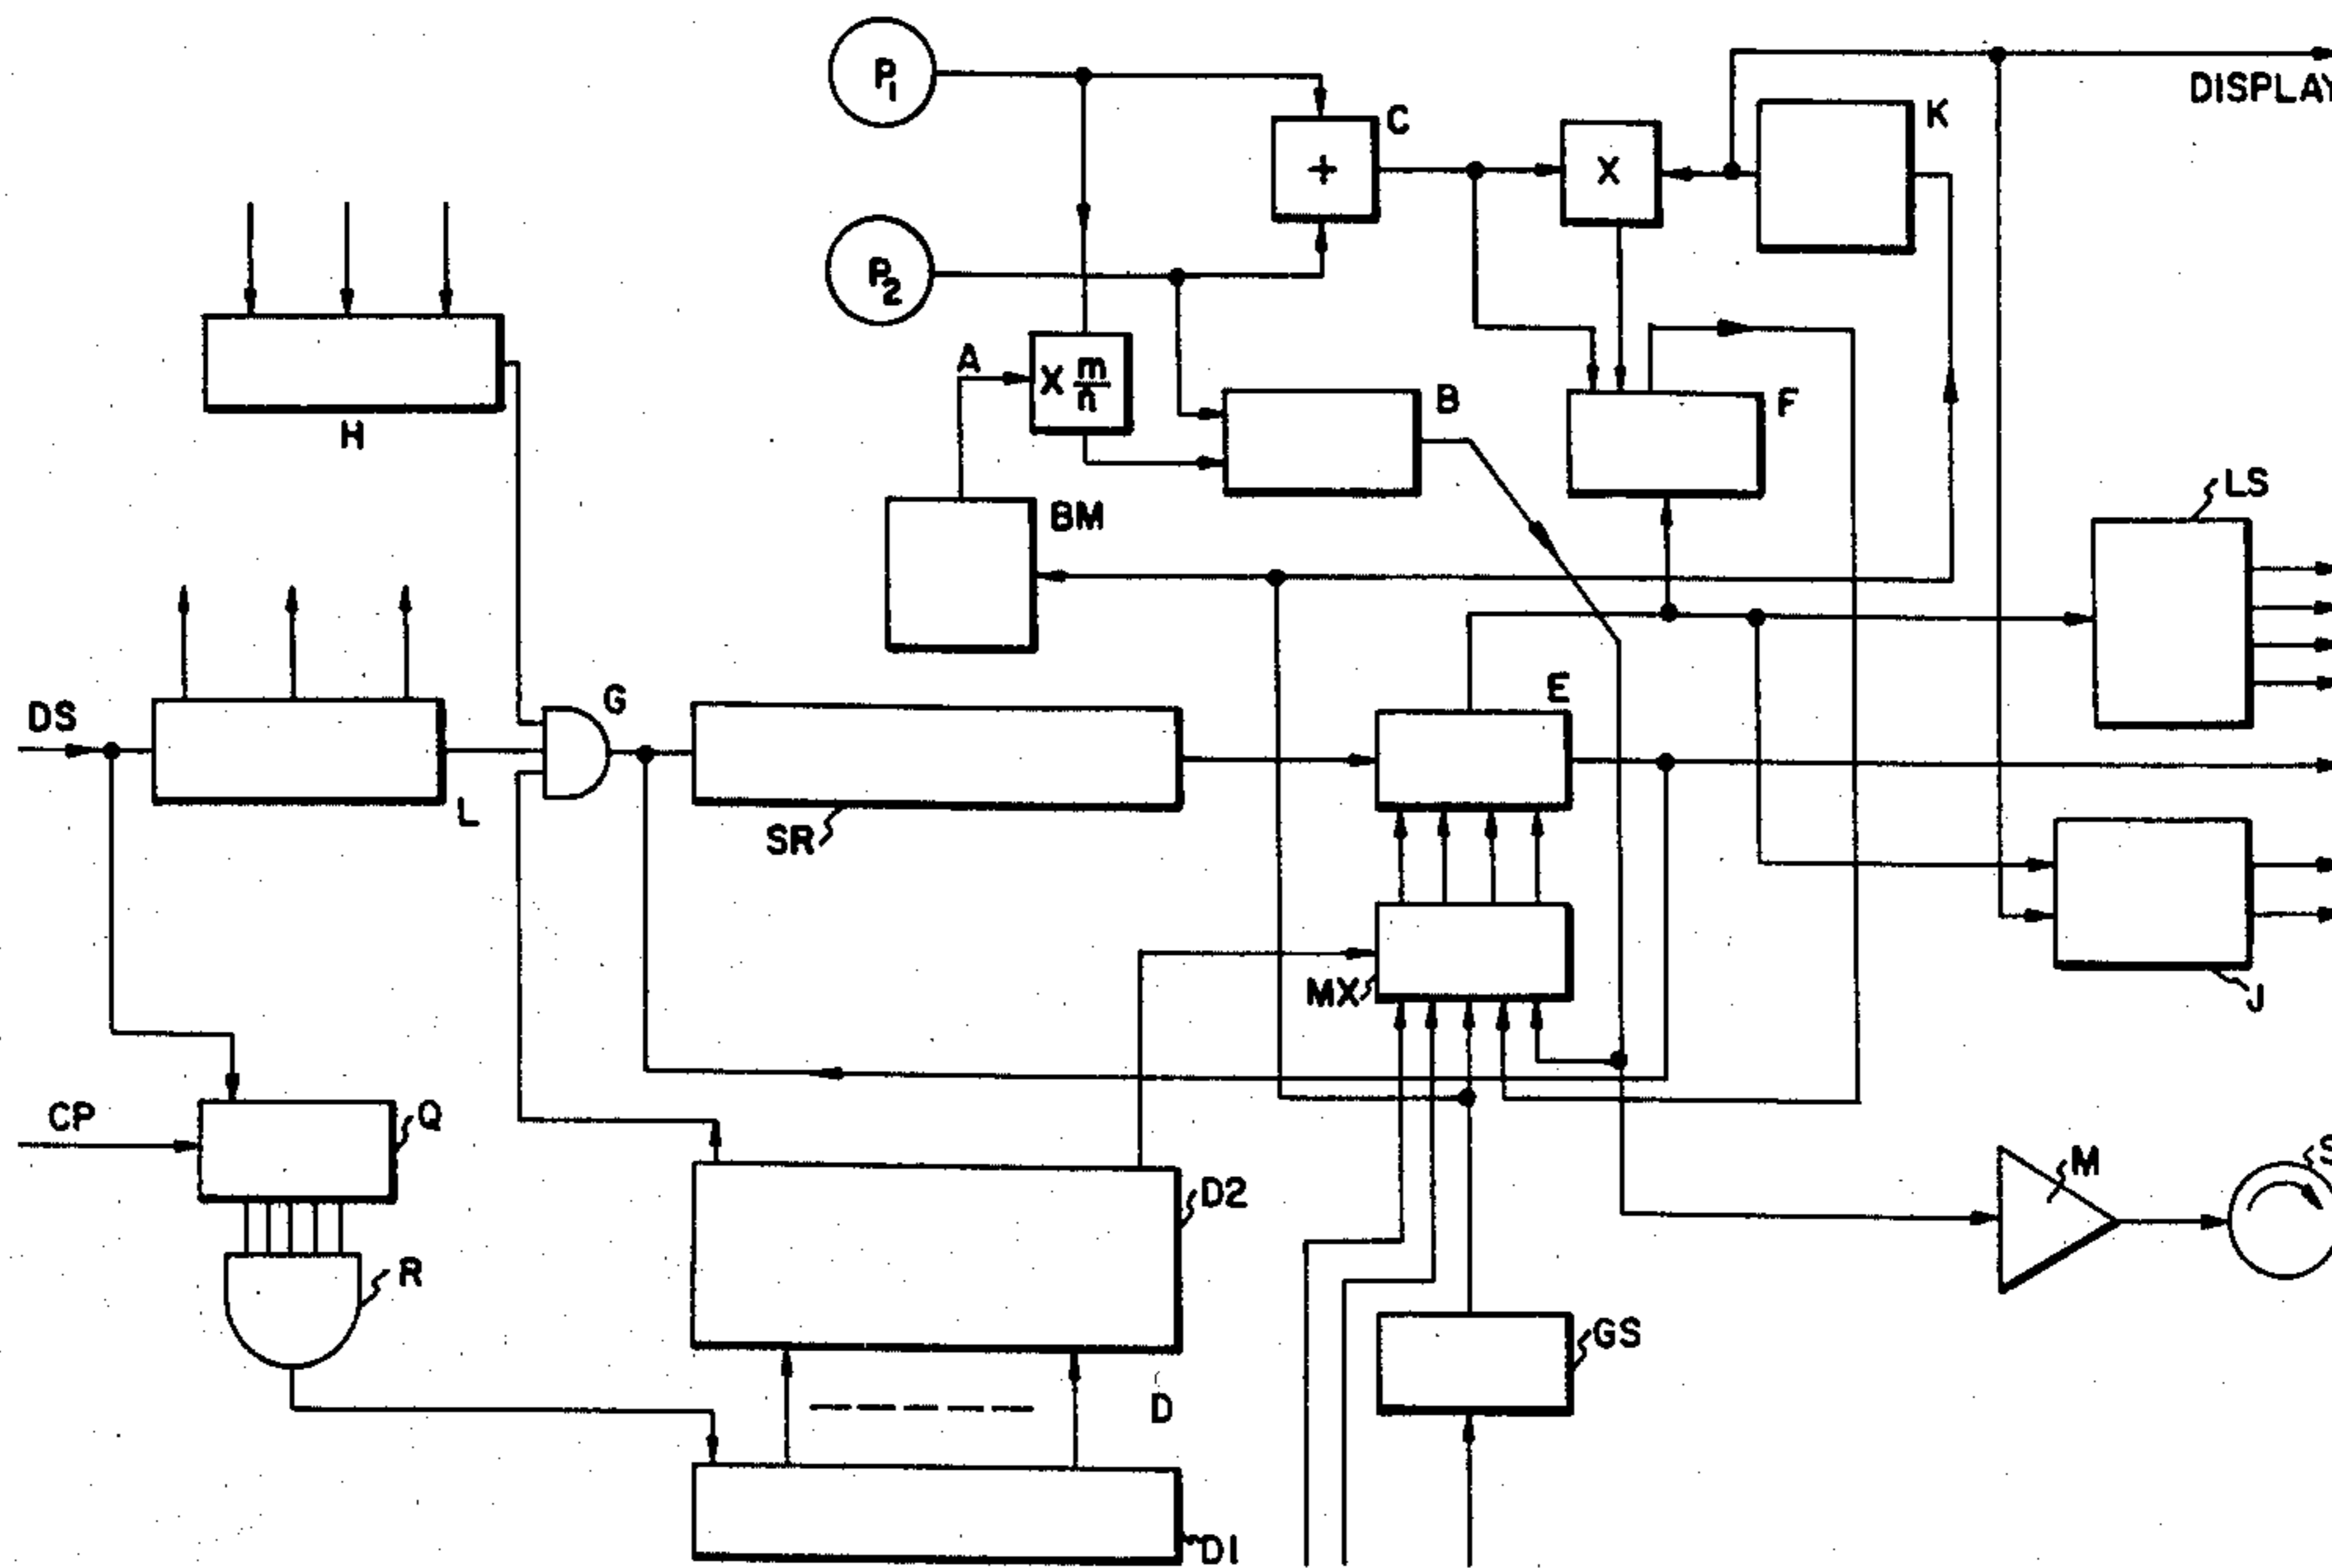 P1
C
K
DISPLAY
+
X
P2
A
X m/n
B
F
H
BM
LS
DS
G
E
L
SR
MX
J
CP
Q
M
S
D2
R
GS
D
D1